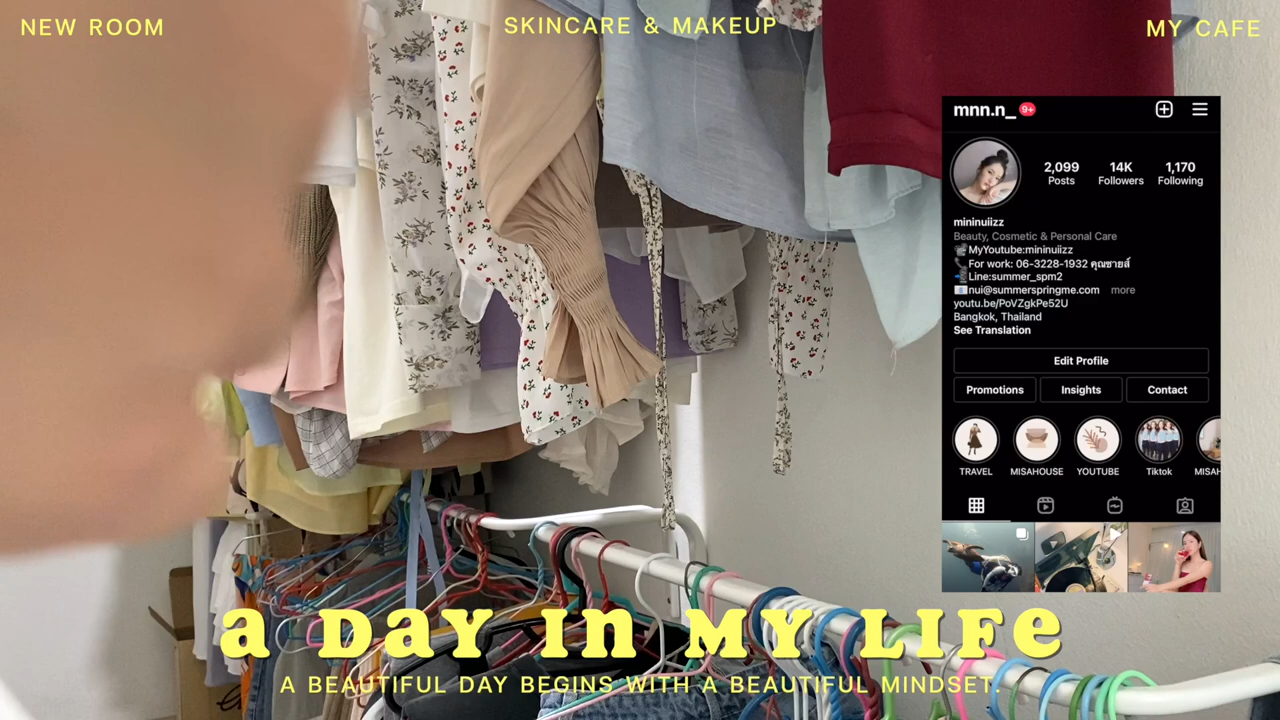 NEW ROOM
SKINCARE & MAKEUP
MY CAFE
mnn.n_ 9+
2,099 14K 1,170
Posts Followers Following
mininuiizz
Beauty, Cosmetic & Personal Care
MyYoutube:mininuiizz
For work: 06-3228-1932 คุณซายส์
Line:summer_spm2
nui@summerspringme.com more
youtu.be/PoVZgkPe52U
Bangkok, Thailand
See Translation
Edit Profile
Promotions Insights Contact
TRAVEL MISAHOUSE YOUTUBE Tiktok MISAH
a Day In My Life
A BEAUTIFUL DAY BEGINS WITH A BEAUTIFUL MINDSET.